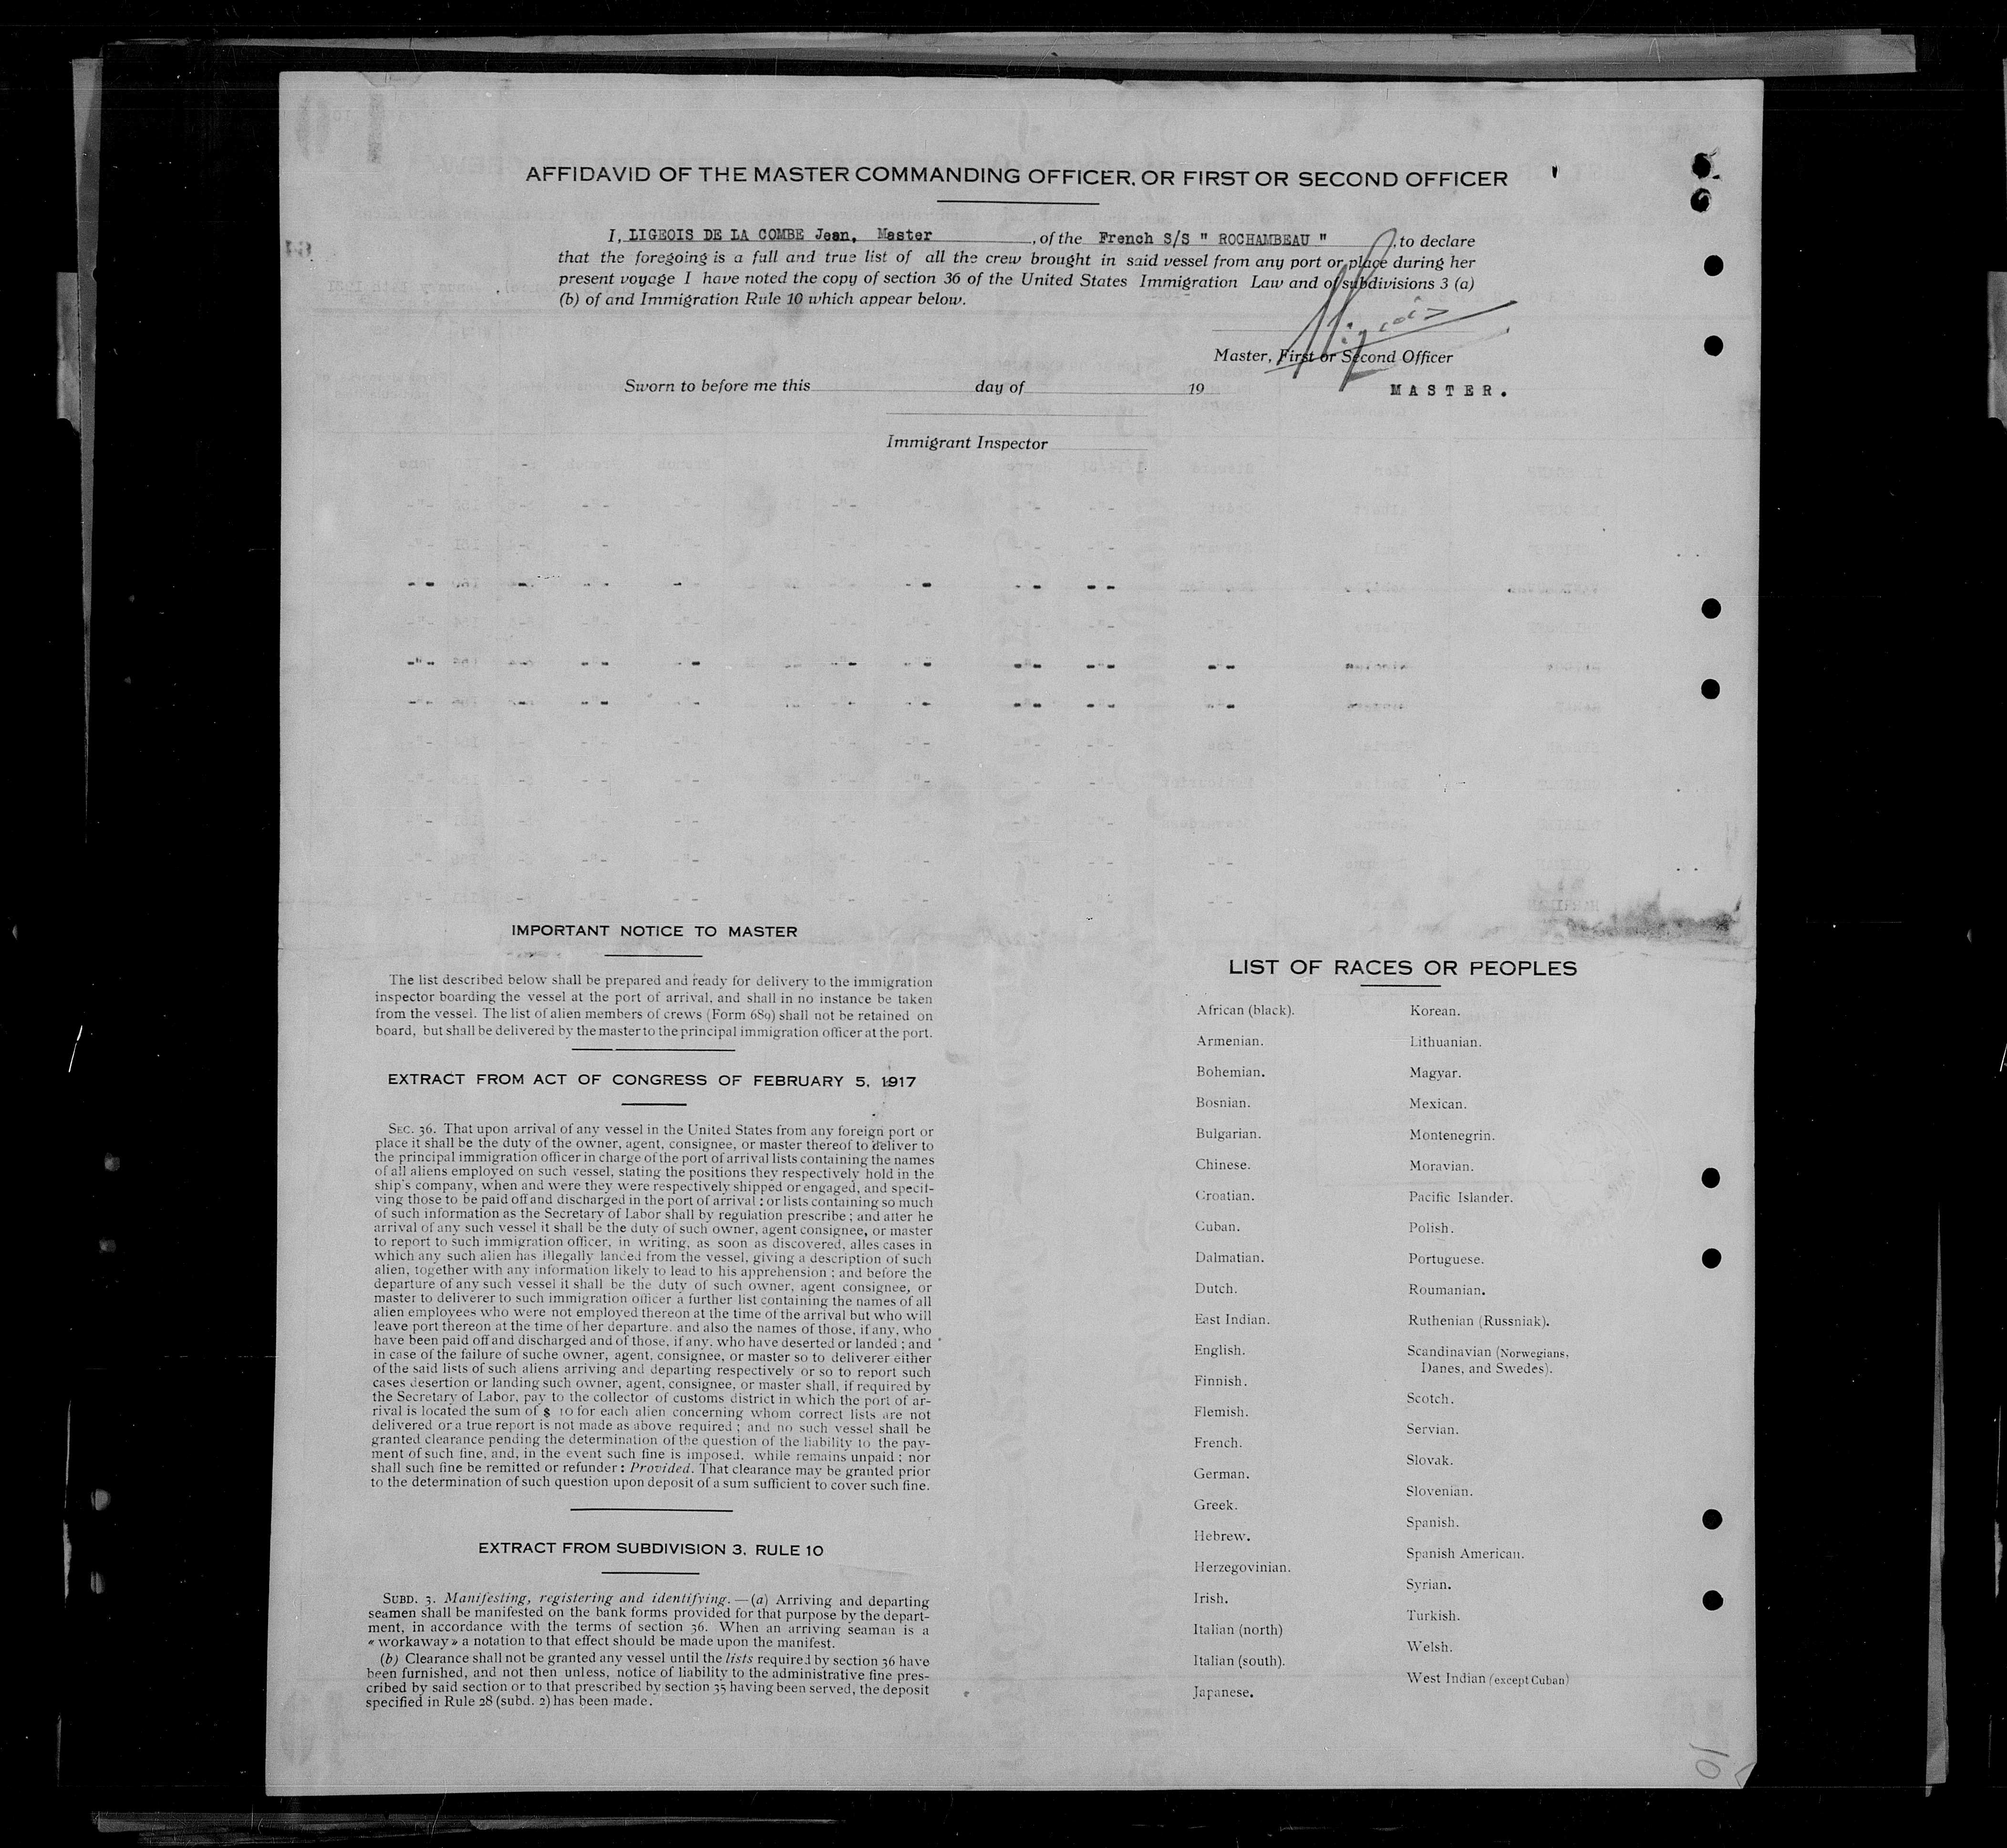 AFFIDAVID OF THE MASTER COMMANDING OFFICER, OR FIRST OR SECOND OFFICER
I, LIGEOIS DE LA COMBE Jean, Master, of the French S/S " ROCHAMBEAU ", to declare
that the foregoing is a full and true list of all the crew brought in said vessel from any port or place during her
present voyage I have noted the copy of section 36 of the United States Immigration Law and of subdivisions 3 (a)
(b) of and Immigration Rule 10 which appear below.
Master, First or Second Officer
Sworn to before me this day of 19
MASTER.
Immigrant Inspector
IMPORTANT NOTICE TO MASTER
The list described below shall be prepared and ready for delivery to the immigration
inspector boarding the vessel at the port of arrival, and shall in no instance be taken
from the vessel. The list of alien members of crews (Form 689) shall not be retained on
board, but shall be delivered by the master to the principal immigration officer at the port.
EXTRACT FROM ACT OF CONGRESS OF FEBRUARY 5, 1917
SEC. 36. That upon arrival of any vessel in the United States from any foreign port or
place it shall be the duty of the owner, agent, consignee, or master thereof to deliver to
the principal immigration officer in charge of the port of arrival lists containing the names
of all aliens employed on such vessel, stating the positions they respectively hold in the
ship's company, when and were they were respectively shipped or engaged, and specif-
ving those to be paid off and discharged in the port of arrival : or lists containing so much
of such information as the Secretary of Labor shall by regulation prescribe ; and alter he
arrival of any such vessel it shall be the duty of such owner, agent consignee, or master
to report to such immigration officer, in writing, as soon as discovered, alles cases in
which any such alien has illegally landed from the vessel, giving a description of such
alien, together with any information likely to lead to his apprehension ; and before the
departure of any such vessel it shall be the duty of such owner, agent consignee, or
master to deliverer to such immigration officer a further list containing the names of all
alien employees who were not employed thereon at the time of the arrival but who will
leave port thereon at the time of her departure. and also the names of those, if any, who
have been paid off and discharged and of those, if any, who have deserted or landed ; and
in case of the failure of suche owner, agent, consignee, or master so to deliverer either
of the said lists of such aliens arriving and departing respectively or so to report such
cases desertion or landing such owner, agent, consignee, or master shall, if required by
the Secretary of Labor, pay to the collector of customs district in which the port of ar-
rival is located the sum of $ 10 for each alien concerning whom correct lists are not
delivered or a true report is not made as above required ; and no such vessel shall be
granted clearance pending the determination of the question of the liability to the pay-
ment of such fine, and, in the event such fine is imposed, while remains unpaid ; nor
shall such fine be remitted or refunder : Provided. That clearance may be granted prior
to the determination of such question upon deposit of a sum sufficient to cover such fine.
EXTRACT FROM SUBDIVISION 3, RULE 10
SUBD. 3. Manifesting, registering and identifying. — (a) Arriving and departing
seamen shall be manifested on the bank forms provided for that purpose by the depart-
ment, in accordance with the terms of section 36. When an arriving seaman is a
« workaway » a notation to that effect should be made upon the manifest.
(b) Clearance shall not be granted any vessel until the lists required by section 36 have
been furnished, and not then unless, notice of liability to the administrative fine pres-
cribed by said section or to that prescribed by section 35 having been served, the deposit
specified in Rule 28 (subd. 2) has been made.
LIST OF RACES OR PEOPLES
African (black).
Armenian.
Bohemian.
Bosnian.
Bulgarian.
Chinese.
Croatian.
Cuban.
Dalmatian.
Dutch.
East Indian.
English.
Finnish.
Flemish.
French.
German.
Greek.
Hebrew.
Herzegovinian.
Irish.
Italian (north)
Italian (south).
Japanese.
Korean.
Lithuanian.
Magyar.
Mexican.
Montenegrin.
Moravian.
Pacific Islander.
Polish.
Portuguese.
Roumanian.
Ruthenian (Russniak).
Scandinavian (Norwegians,
Danes, and Swedes).
Scotch.
Servian.
Slovak.
Slovenian.
Spanish.
Spanish American.
Syrian.
Turkish.
Welsh.
West Indian (except Cuban)
10